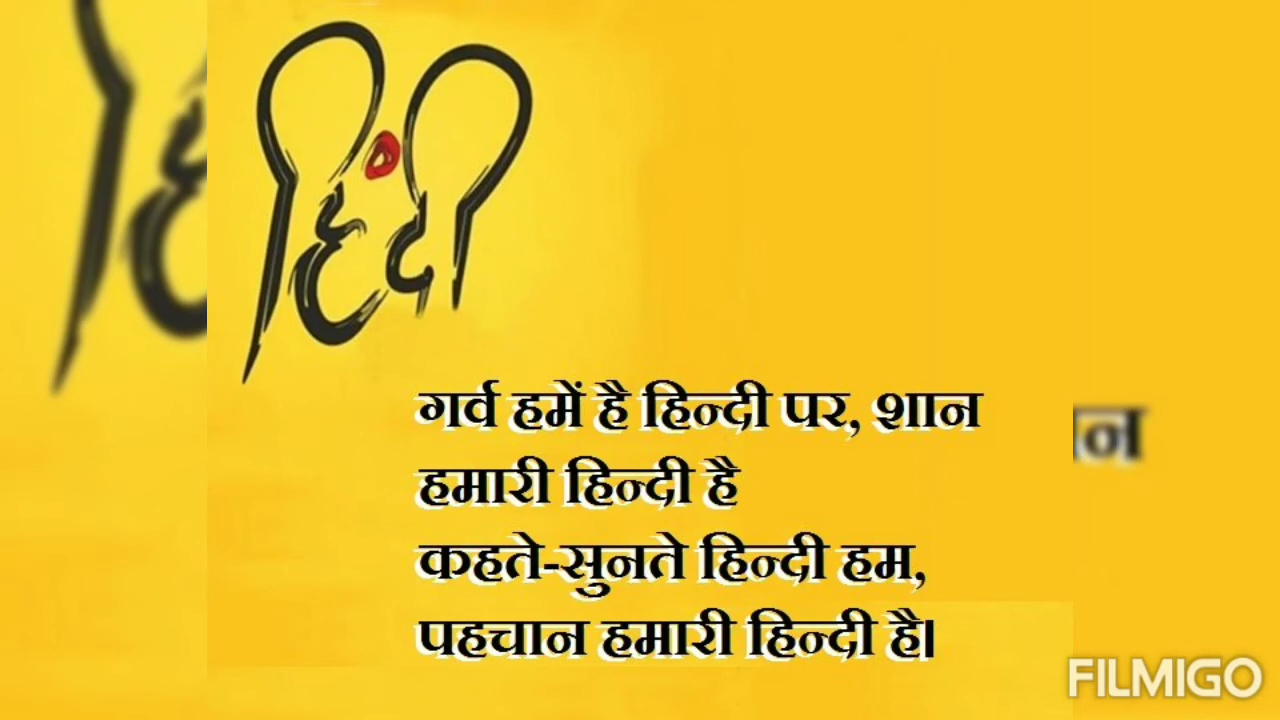 हिंदी
गर्व हमें है हिन्दी पर, शान
हमारी हिन्दी है
कहते-सुनते हिन्दी हम,
पहचान हमारी हिन्दी है।
FILMIGO